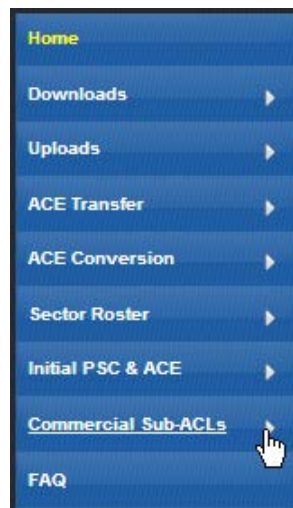 Home
Downloads
Uploads
ACE Transfer
ACE Conversion
Sector Roster
Initial PSC & ACE
Commercial Sub-ACLs
FAQ